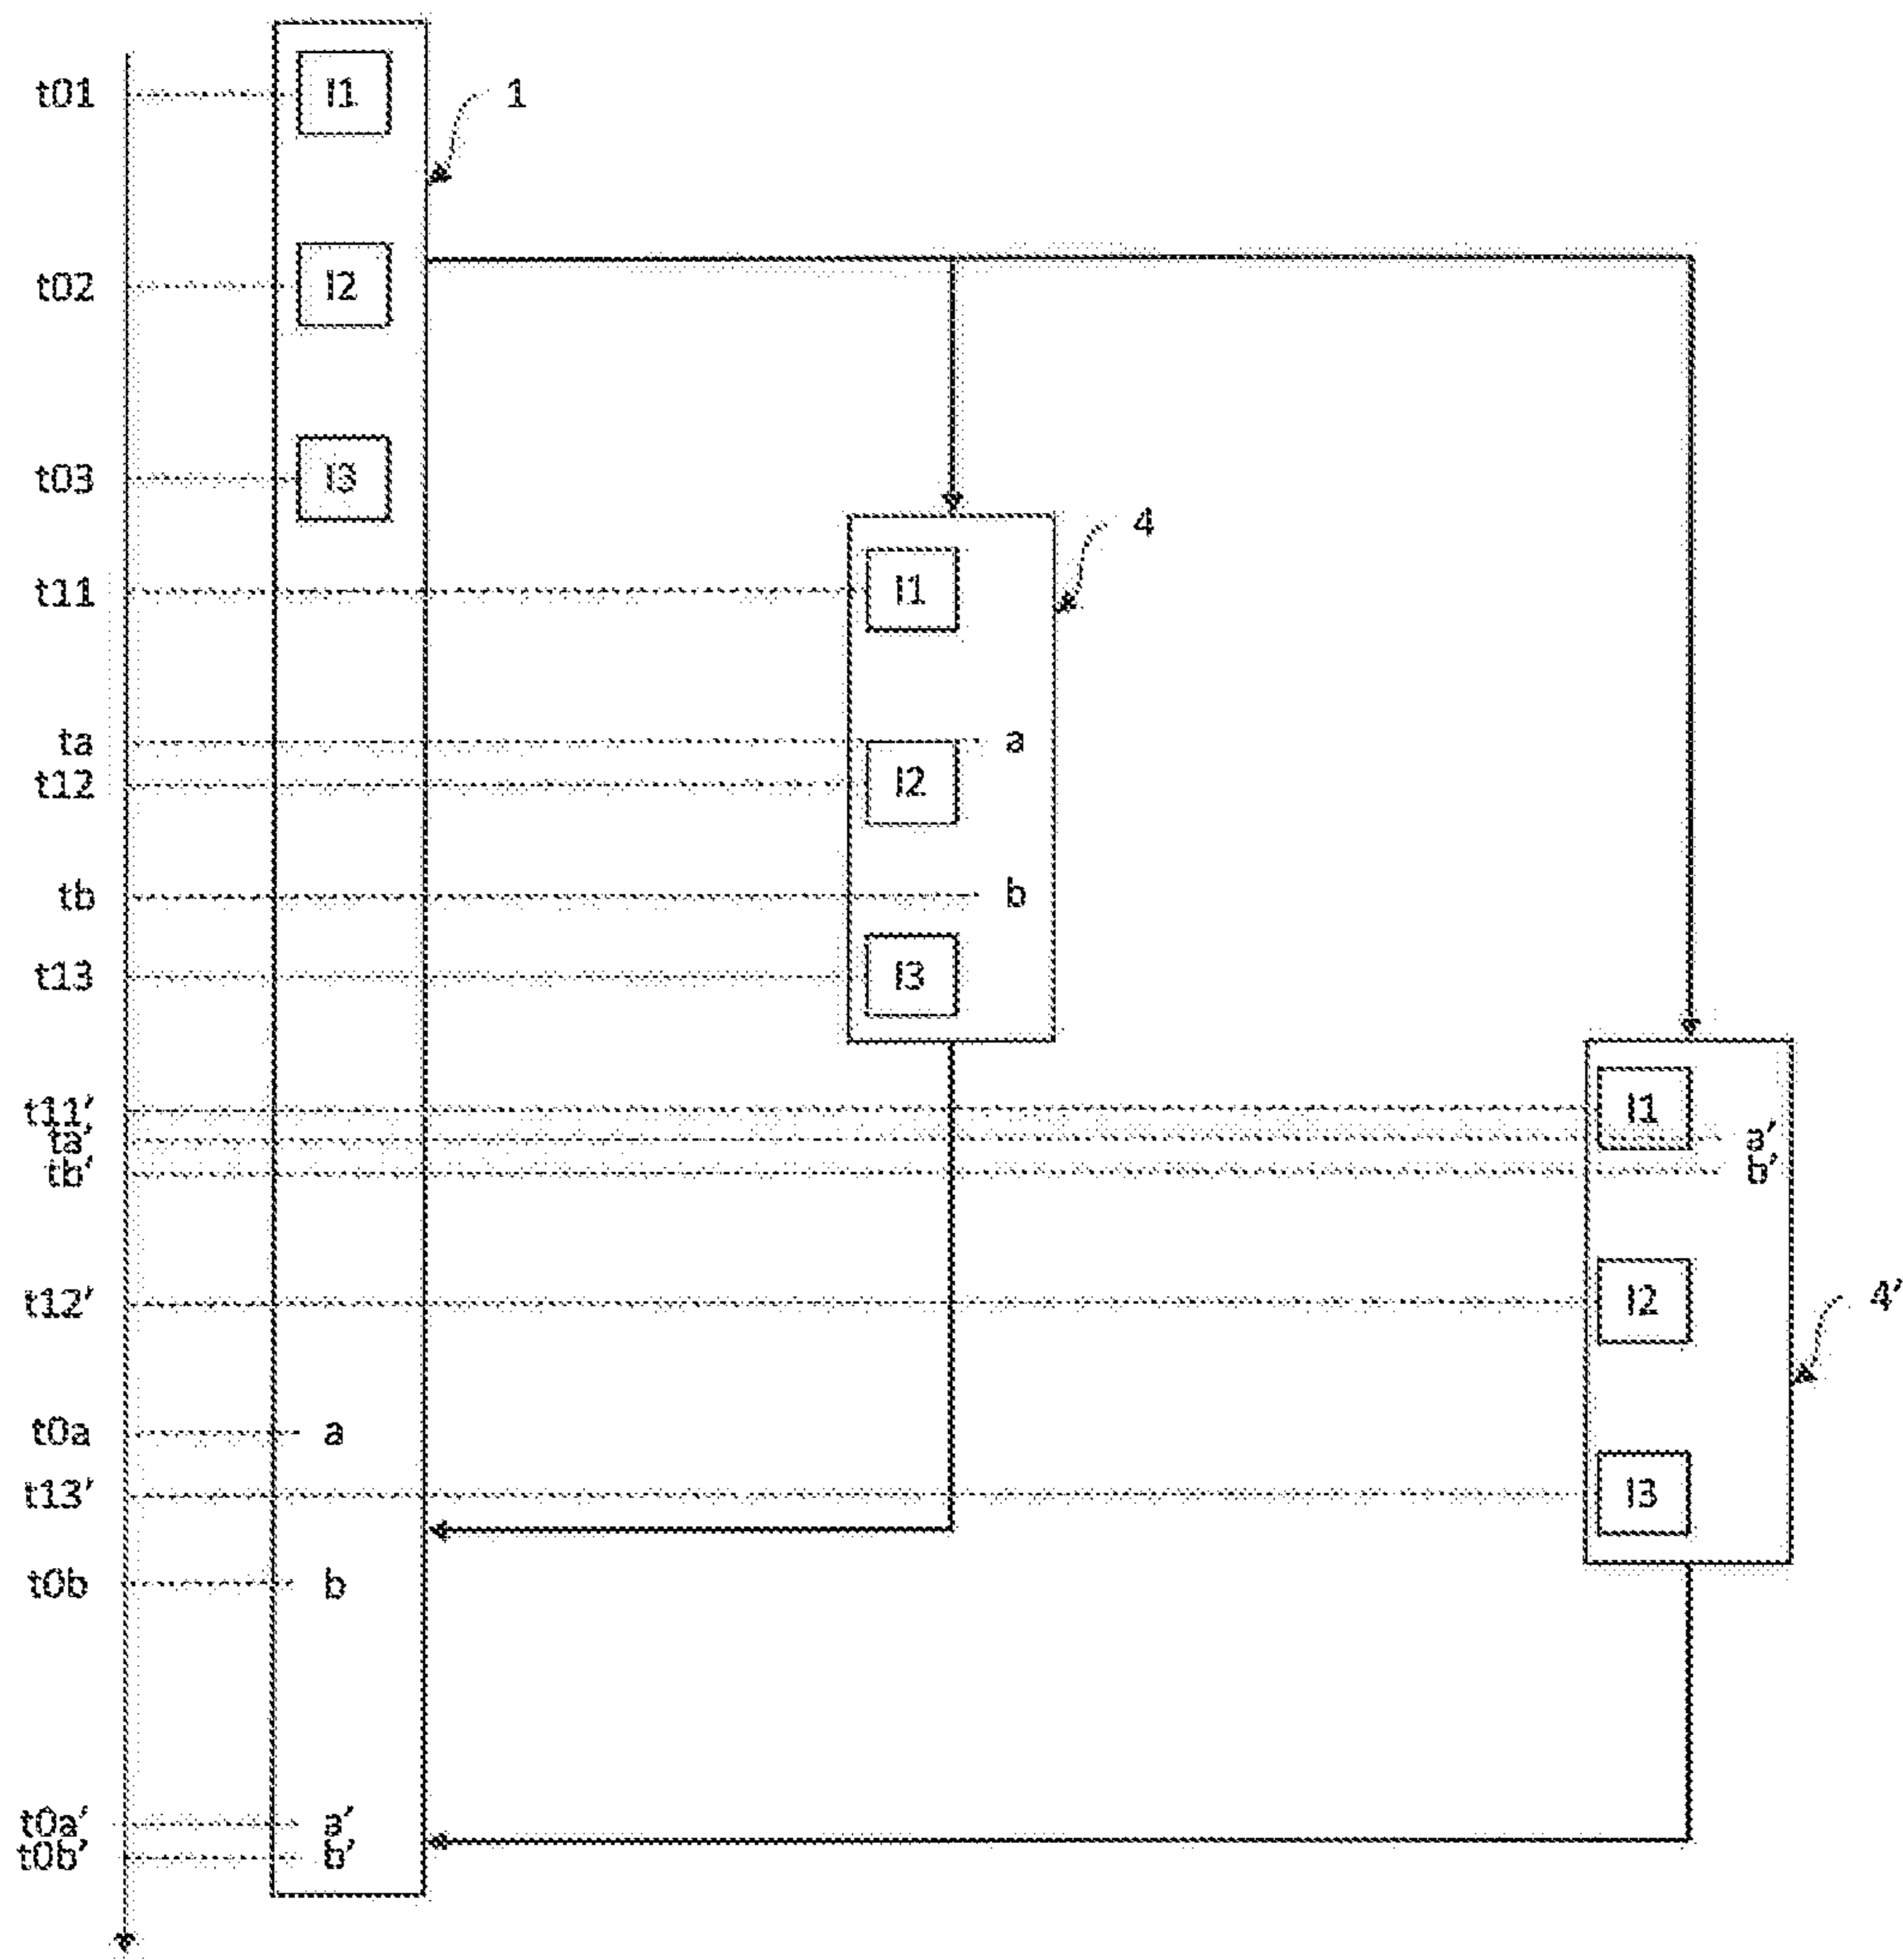 t01 I1 1
t02 I2
t03 I3
4
t11 I1
ta a
t12 I2
tb b
t13 I3
t11' I1
ta' a'
tb' b'
t12' I2 4'
t0a a
t13' I3
t0b b
t0a' a'
t0b' b'